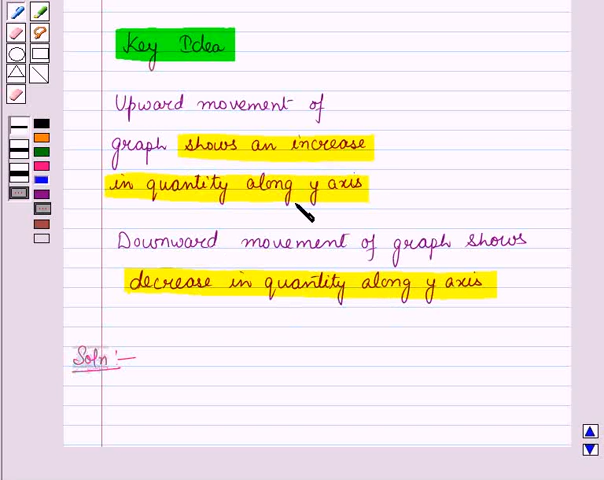 Key Idea
Upward movement of
graph shows an increase
in quantity along y axis
Downward movement of graph shows
decrease in quantity along y axis
Soln :-